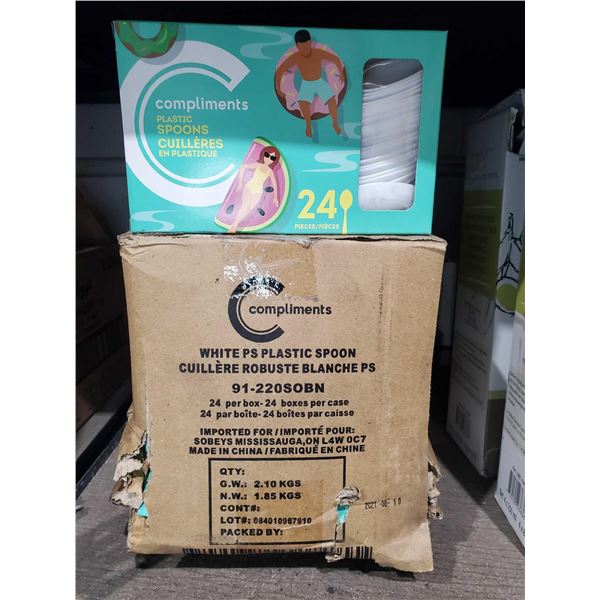 compliments
PLASTIC
SPOONS
CUILLÈRES
EN PLASTIQUE
24
PIECES/PIÈCES
compliments
WHITE PS PLASTIC SPOON
CUILLÈRE ROBUSTE BLANCHE PS
91-220SOBN
24 per box- 24 boxes per case
24 par boîte- 24 boîtes par caisse
IMPORTED FOR / IMPORTÉ POUR:
SOBEYS MISSISSAUGA,ON L4W 0C7
MADE IN CHINA / FABRIQUÉ EN CHINE
QTY:
G.W.: 2.10 KGS
N.W.: 1.85 KGS
CONT#:
LOT#: 084010967910
PACKED BY: